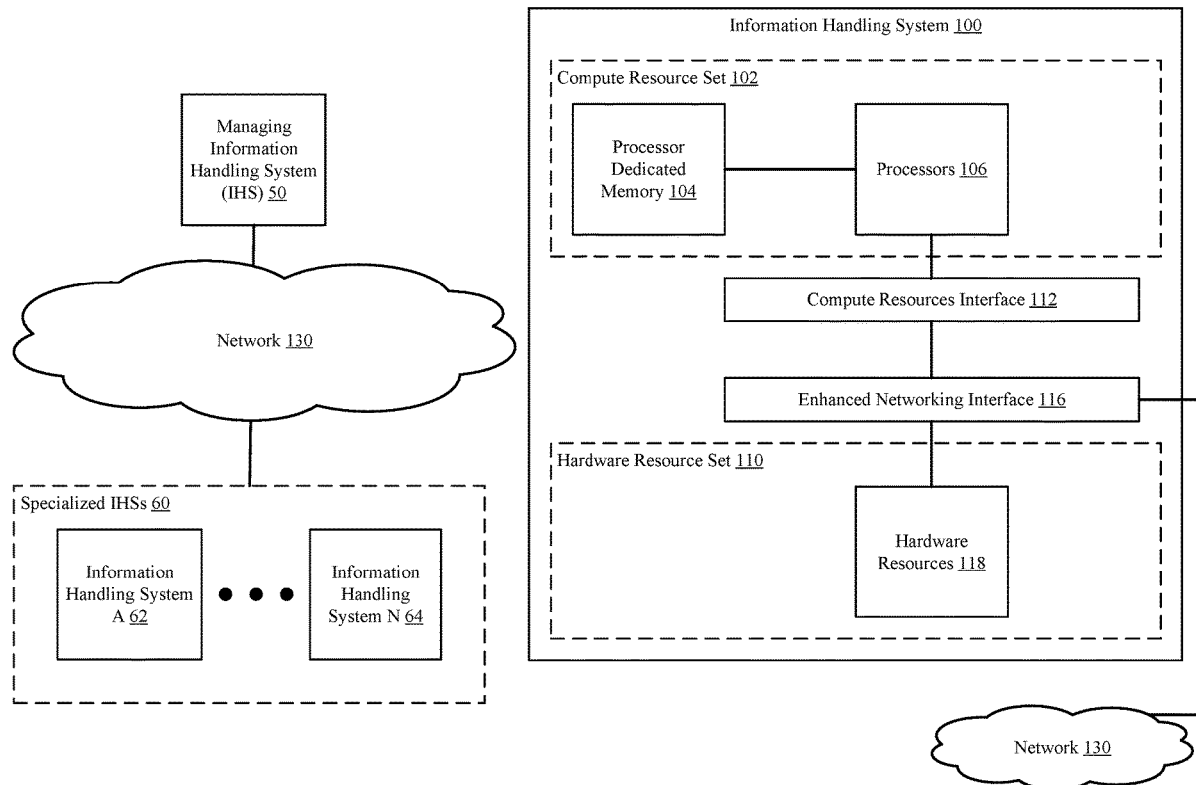 Managing
Information
Handling System
(IHS) 50
Network 130
Specialized IHSs 60
Information
Handling System
A 62
Information
Handling
System N 64
Information Handling System 100
Compute Resource Set 102
Processor
Dedicated
Memory 104
Processors 106
Compute Resources Interface 112
Enhanced Networking Interface 116
Hardware Resource Set 110
Hardware
Resources 118
Network 130